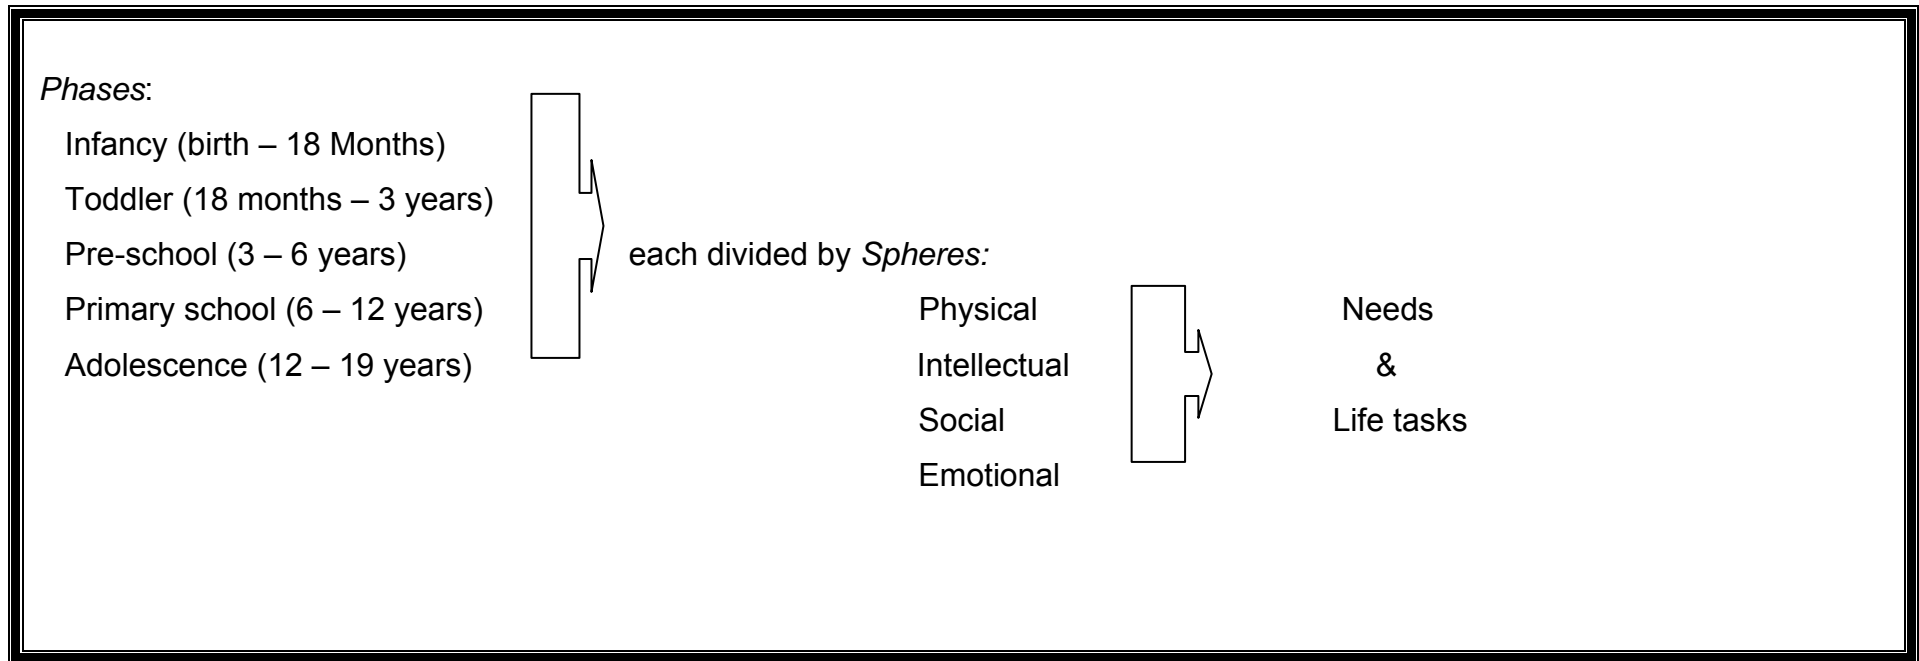 Phases:
Infancy (birth – 18 Months)
Toddler (18 months – 3 years)
Pre-school (3 – 6 years)
Primary school (6 – 12 years)
Adolescence (12 – 19 years)
each divided by Spheres:
Physical
Intellectual
Social
Emotional
Needs
&
Life tasks